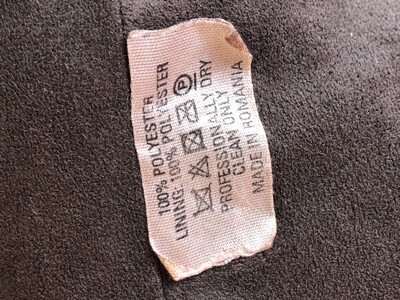 100% POLYESTER
LINING: 100% POLYESTER
P
PROFESSIONALLY DRY
CLEAN ONLY
MADE IN ROMANIA